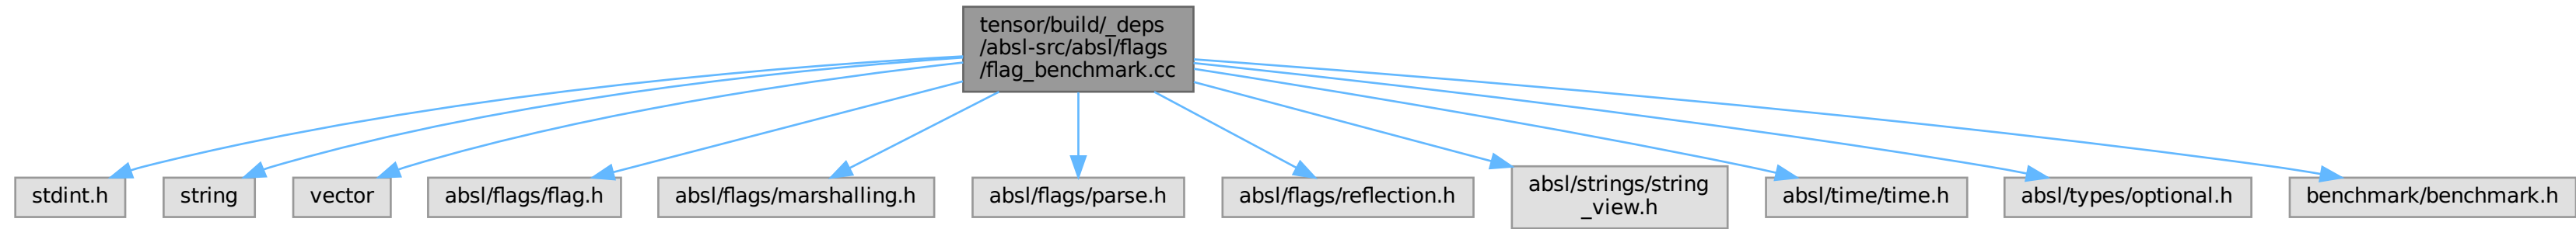 tensor/build/_deps
/absl-src/absl/flags
/flag_benchmark.cc
stdint.h
string
vector
absl/flags/flag.h
absl/flags/marshalling.h
absl/flags/parse.h
absl/flags/reflection.h
absl/strings/string
_view.h
absl/time/time.h
absl/types/optional.h
benchmark/benchmark.h